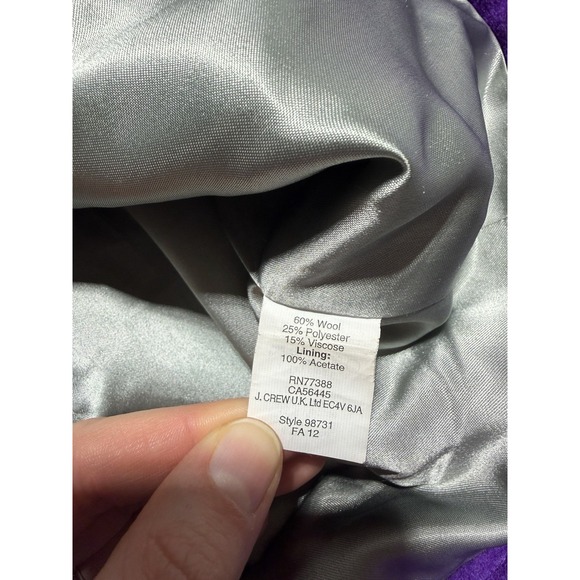 60% Wool
25% Polyester
15% Viscose
Lining:
100% Acetate
RN77388
CA56445
J. CREW U.K. Ltd EC4V 6JA
Style 98731
FA 12